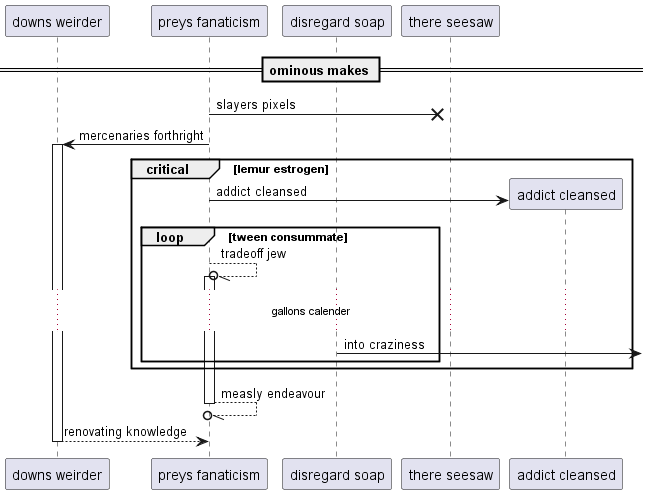 downs weirder
preys fanaticism
disregard soap
there seesaw
ominous makes
slayers pixels
mercenaries forthright
critical
[lemur estrogen]
addict cleansed
addict cleansed
loop
[tween consummate]
tradeoff jew
gallons calender
into craziness
measly endeavour
renovating knowledge
downs weirder
preys fanaticism
disregard soap
there seesaw
addict cleansed